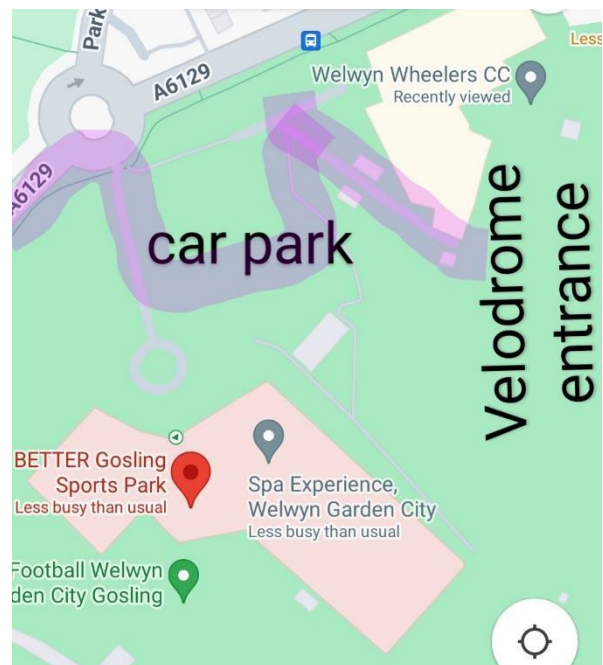 Park
A6129
Less
Welwyn Wheelers CC
Recently viewed
A6129
car park
Velodrome
entrance
BETTER Gosling
Sports Park
Less busy than usual
Spa Experience,
Welwyn Garden City
Less busy than usual
Football Welwyn
den City Gosling